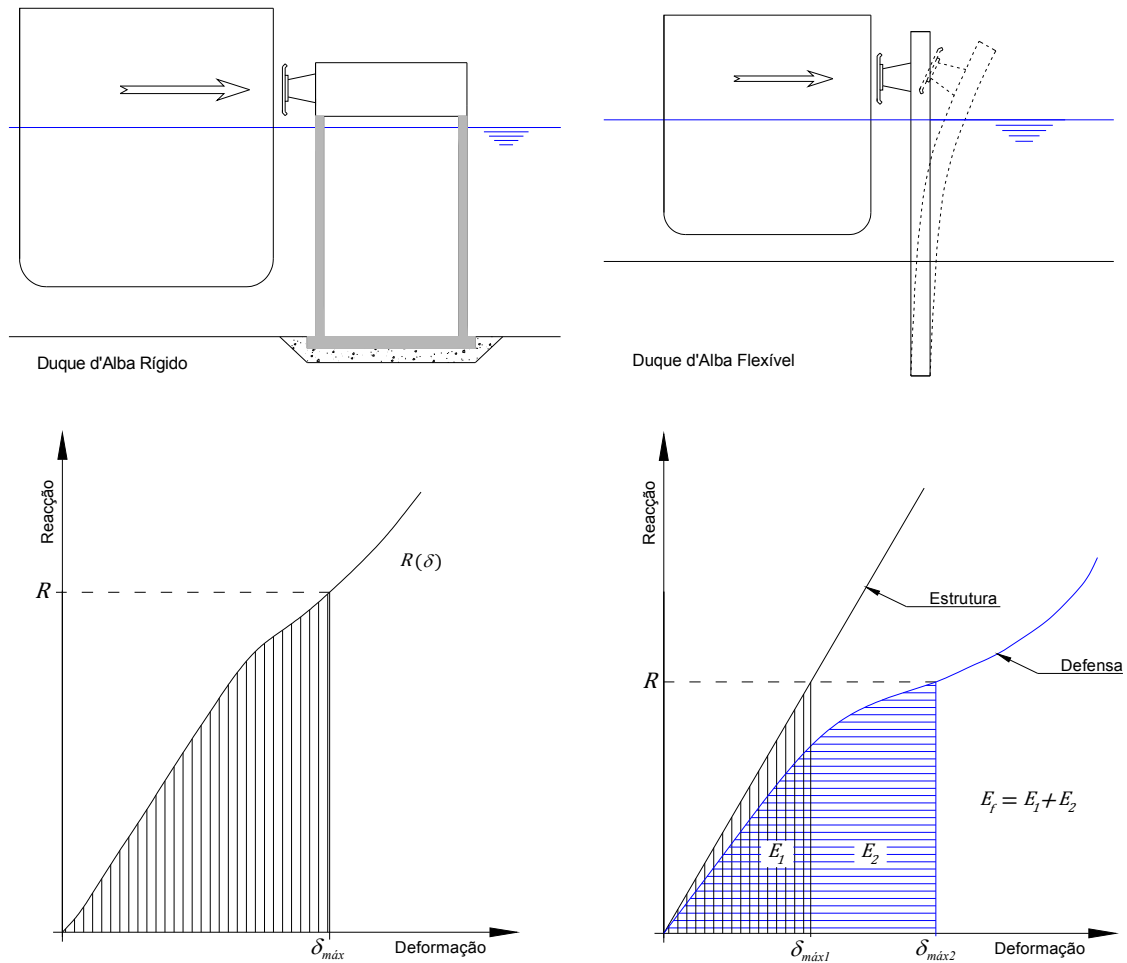 Duque d'Alba Rígido
Duque d'Alba Flexível
Reacção
R(δ)
R
δmáx
Deformação
Reacção
Estrutura
Defensa
R
E1
E2
Ef = E1 + E2
δmáx1
δmáx2
Deformação